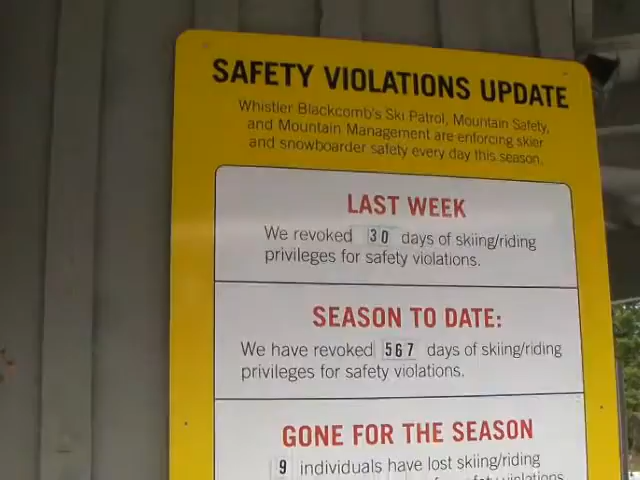 SAFETY VIOLATIONS UPDATE
Whistler Blackcomb's Ski Patrol, Mountain Safety,
and Mountain Management are enforcing skier
and snowboarder safety every day this season.
LAST WEEK
We revoked 30 days of skiing/riding
privileges for safety violations.
SEASON TO DATE:
We have revoked 567 days of skiing/riding
privileges for safety violations.
GONE FOR THE SEASON
9 individuals have lost skiing/riding
violations